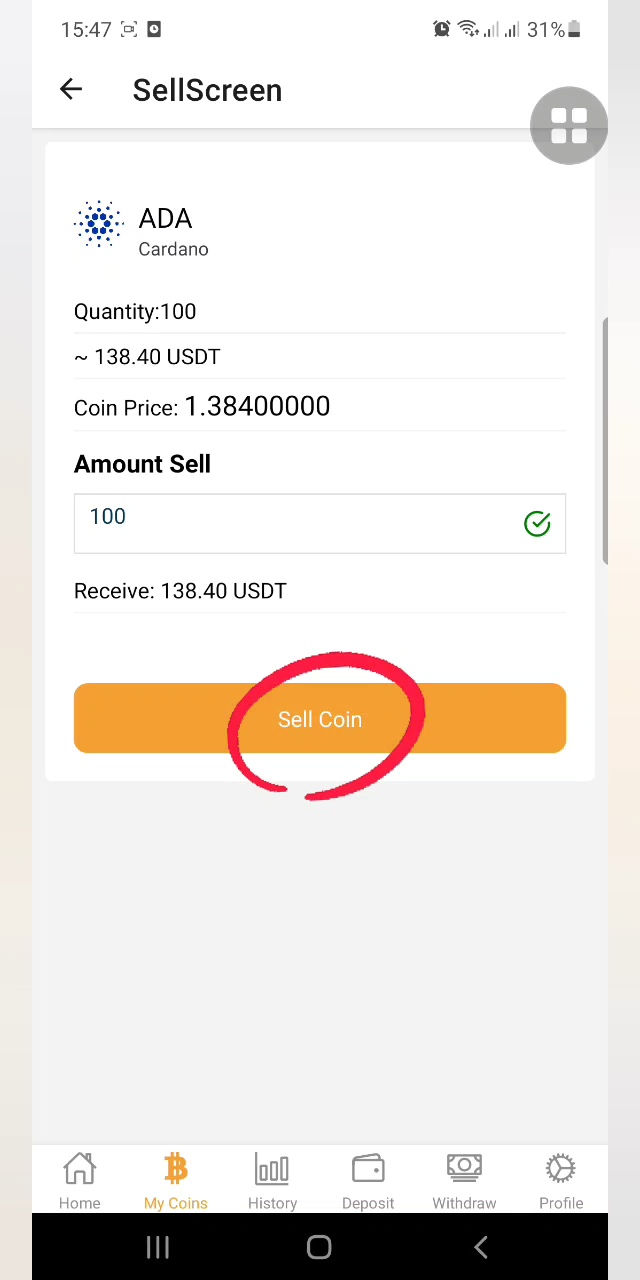 15:47 31%
SellScreen
ADA
Cardano
Quantity:100
~ 138.40 USDT
Coin Price: 1.38400000
Amount Sell
100
Receive: 138.40 USDT
Sell Coin
Home My Coins History Deposit Withdraw Profile